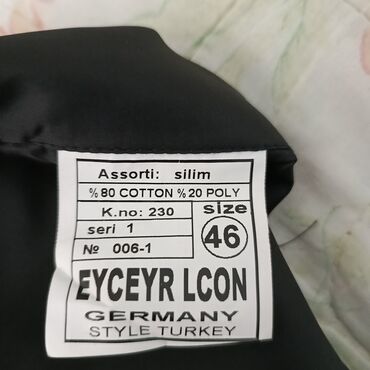 Assorti: silim
%80 COTTON %20 POLY
K.no: 230
size
seri 1
46
№ 006-1
EYCEYR LCON
GERMANY
STYLE TURKEY